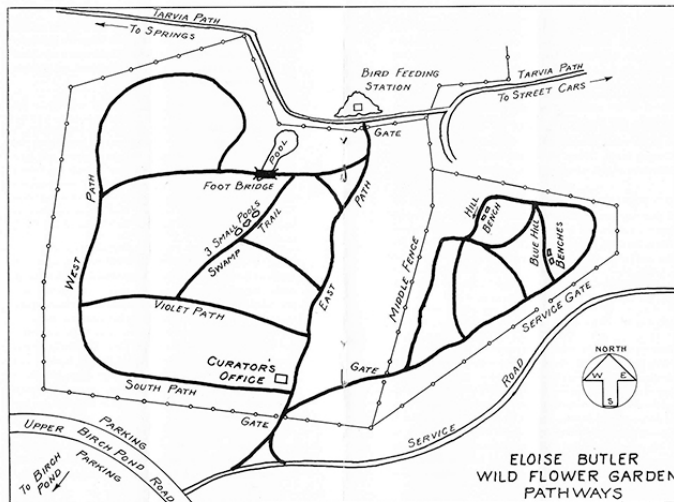 TARVIA PATH
TO SPRINGS
BIRD FEEDING
STATION
TARVIA PATH
TO STREET CARS
GATE
POOL
FOOT BRIDGE
PATH
WEST
3 SMALL POOLS
SWAMP TRAIL
EAST PATH
MIDDLE FENCE
HILL
BENCH
BLUE HILL
BENCHES
VIOLET PATH
SERVICE GATE
CURATOR'S
OFFICE
SOUTH PATH
GATE
GATE
NORTH
W E
S
SERVICE ROAD
PARKING
UPPER BIRCH POND ROAD
PARKING
TO BIRCH
POND
ELOISE BUTLER
WILD FLOWER GARDEN
PATHWAYS